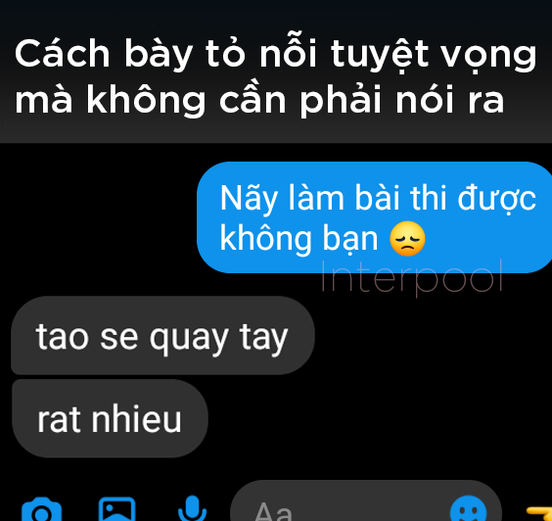 Cách bày tỏ nỗi tuyệt vọng
mà không cần phải nói ra
Nãy làm bài thi được
không bạn 😞
Interpool
tao se quay tay
rat nhieu
Aa